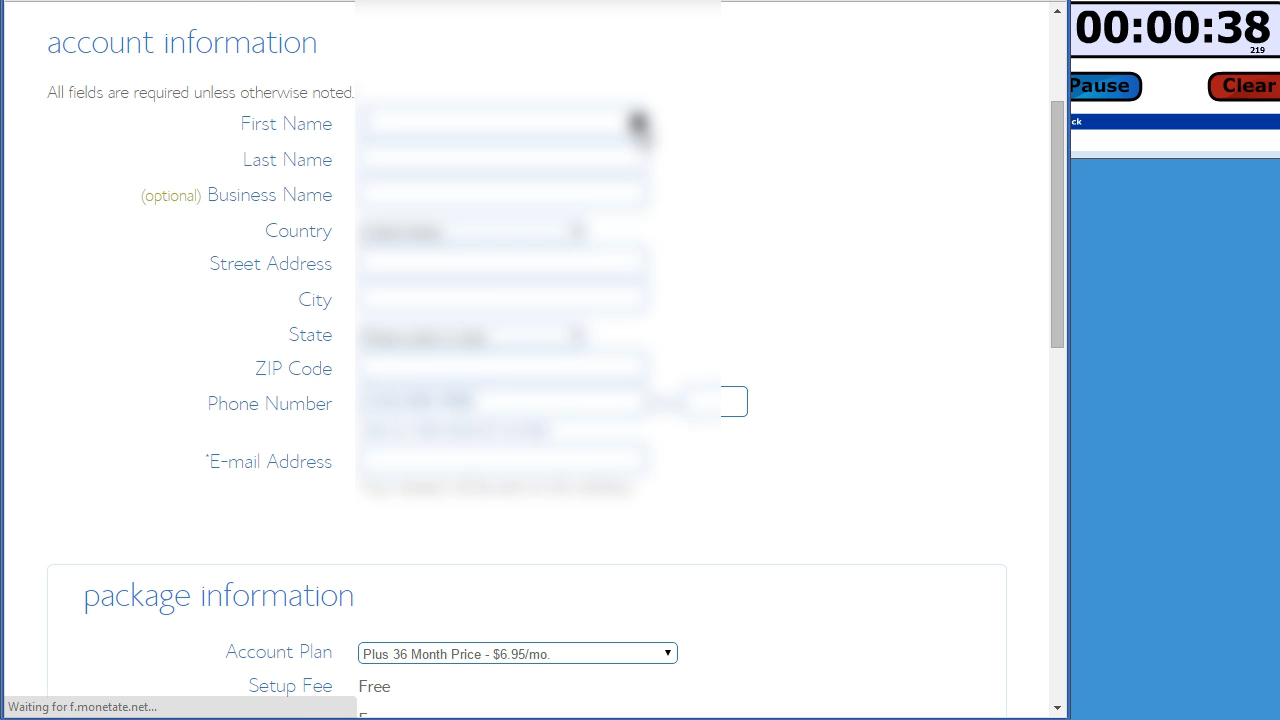 account information
00:00:38
219
Pause
Clear
All fields are required unless otherwise noted.
First Name
ck
Last Name
(optional) Business Name
Country
Street Address
City
State
ZIP Code
Phone Number
*E-mail Address
package information
Account Plan
Plus 36 Month Price - $6.95/mo.
Setup Fee
Free
Waiting for f.monetate.net...